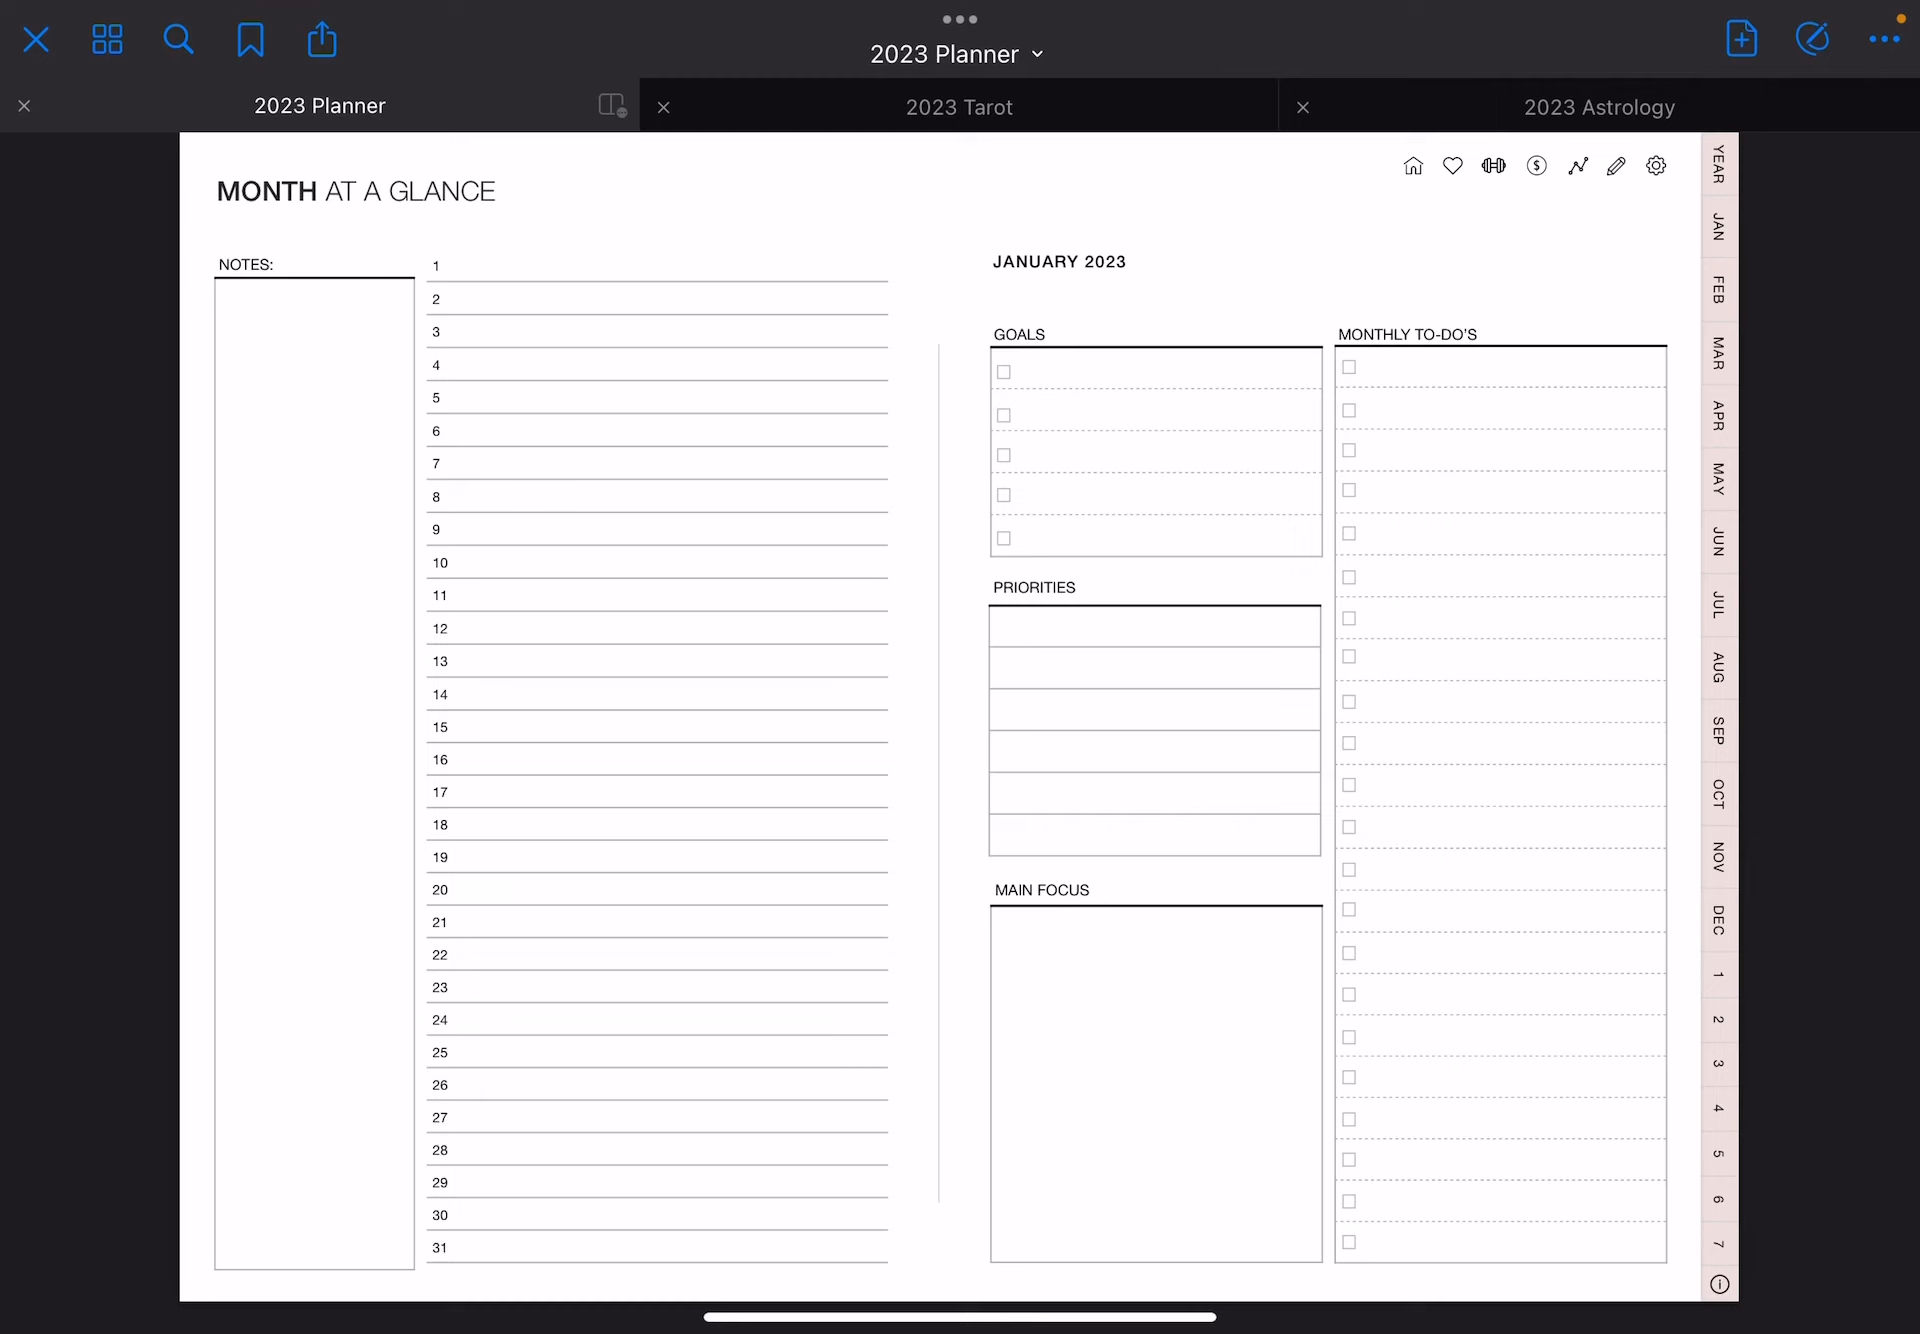 2023 Planner
2023 Planner
2023 Tarot
2023 Astrology
MONTH AT A GLANCE
NOTES:
1
2
3
4
5
6
7
8
9
10
11
12
13
14
15
16
17
18
19
20
21
22
23
24
25
26
27
28
29
30
31
JANUARY 2023
GOALS
PRIORITIES
MAIN FOCUS
MONTHLY TO-DO'S
YEAR
JAN
FEB
MAR
APR
MAY
JUN
JUL
AUG
SEP
OCT
NOV
DEC
1
2
3
4
5
6
7